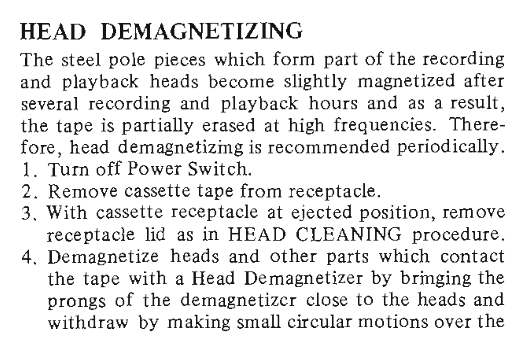 HEAD DEMAGNETIZING
The steel pole pieces which form part of the recording
and playback heads become slightly magnetized after
several recording and playback hours and as a result,
the tape is partially erased at high frequencies. There-
fore, head demagnetizing is recommended periodically.
1. Turn off Power Switch.
2. Remove cassette tape from receptacle.
3. With cassette receptacle at ejected position, remove
receptacle lid as in HEAD CLEANING procedure.
4. Demagnetize heads and other parts which contact
the tape with a Head Demagnetizer by bringing the
prongs of the demagnetizer close to the heads and
withdraw by making small circular motions over the